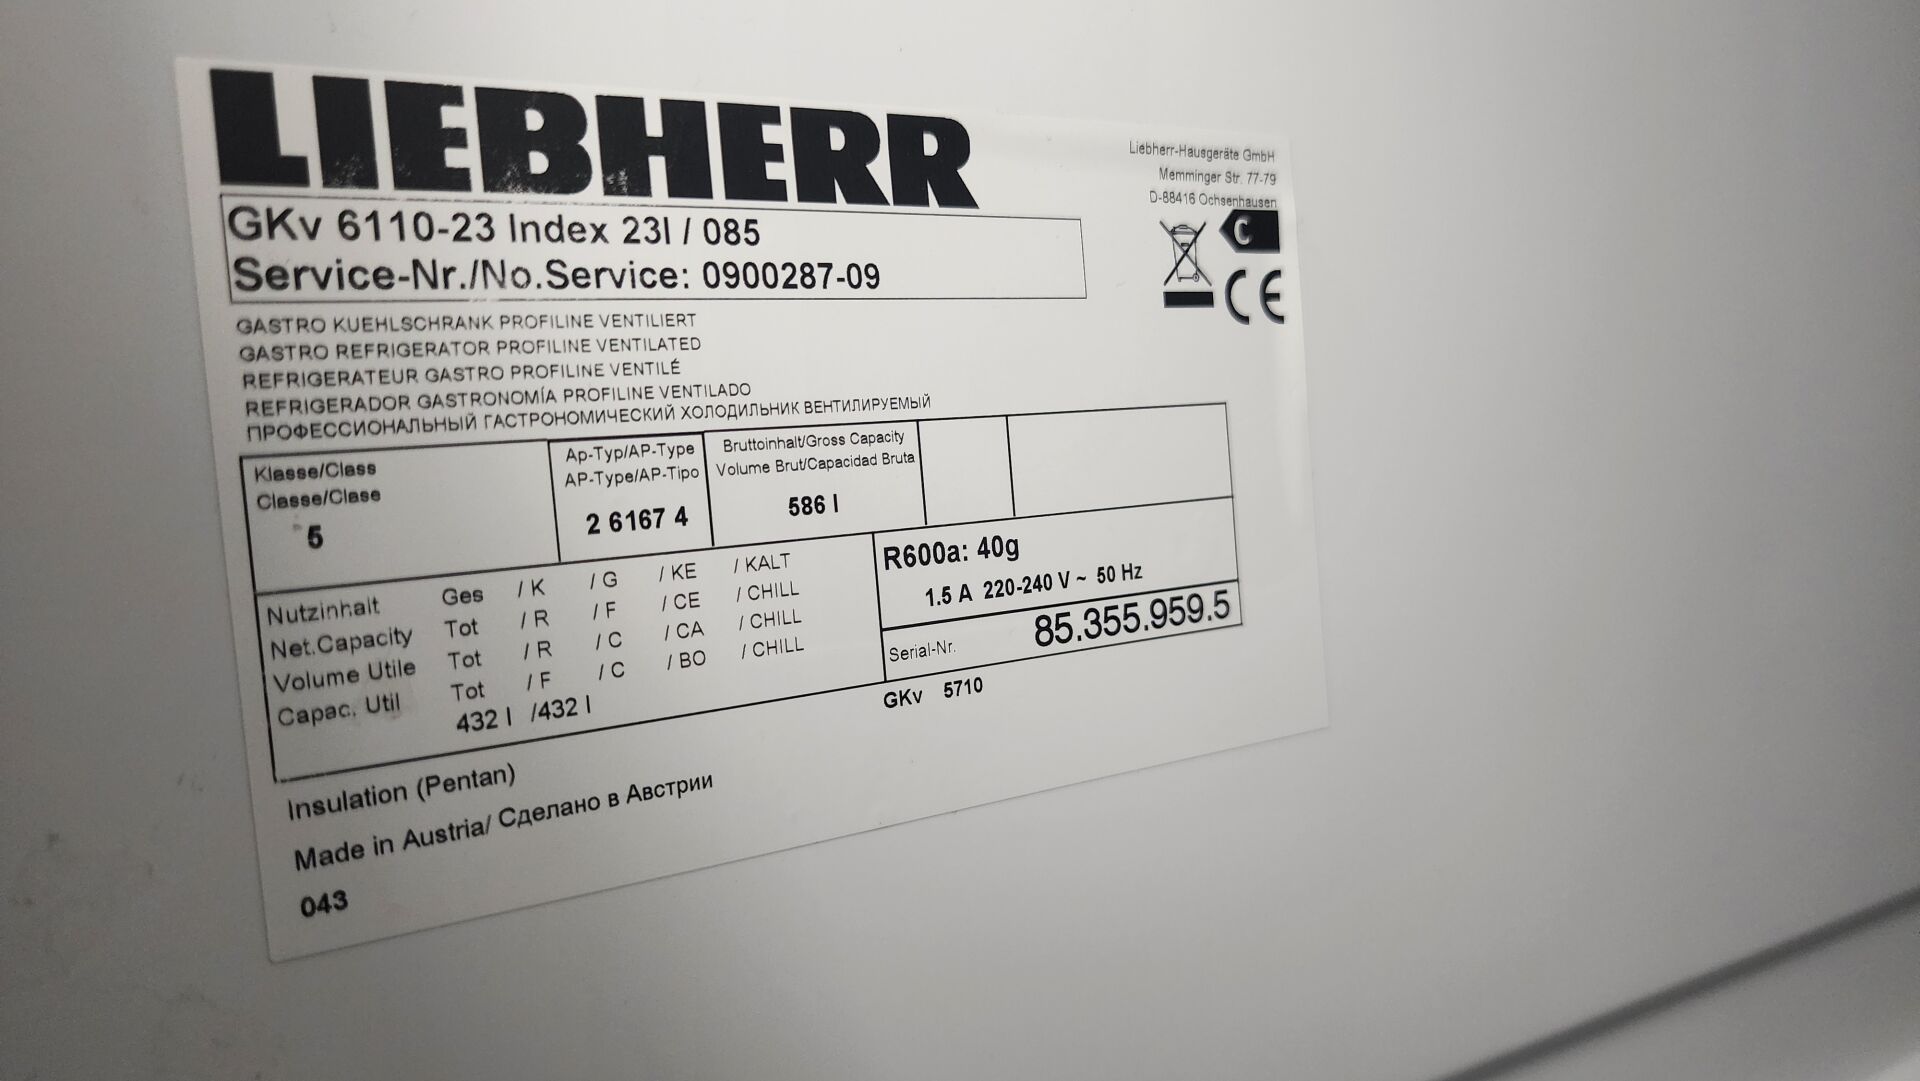 LIEBHERR
Liebherr-Hausgeräte GmbH
Memminger Str. 77-79
D-88416 Ochsenhausen
C
CE
GKv 6110-23 Index 23I / 085
Service-Nr./No.Service: 0900287-09
GASTRO KUEHLSCHRANK PROFILINE VENTILIERT
GASTRO REFRIGERATOR PROFILINE VENTILATED
REFRIGERATEUR GASTRO PROFILINE VENTILÉ
REFRIGERADOR GASTRONOMÍA PROFILINE VENTILADO
ПРОФЕССИОНАЛЬНЫЙ ГАСТРОНОМИЧЕСКИЙ ХОЛОДИЛЬНИК ВЕНТИЛИРУЕМЫЙ
Klasse/Class
Classe/Clase
5
Ap-Typ/AP-Type
AP-Type/AP-Tipo
2 6167 4
Bruttoinhalt/Gross Capacity
Volume Brut/Capacidad Bruta
586 l
Nutzinhalt Ges / K / G / KE / KALT
Net.Capacity Tot / R / F / CE / CHILL
Volume Utile Tot / R / C / CA / CHILL
Capac. Util Tot / F / C / BO / CHILL
432 l /432 l
R600a: 40g
1.5 A 220-240 V ~ 50 Hz
Serial-Nr. 85.355.959.5
GKv 5710
Insulation (Pentan)
Made in Austria/ Сделано в Австрии
043